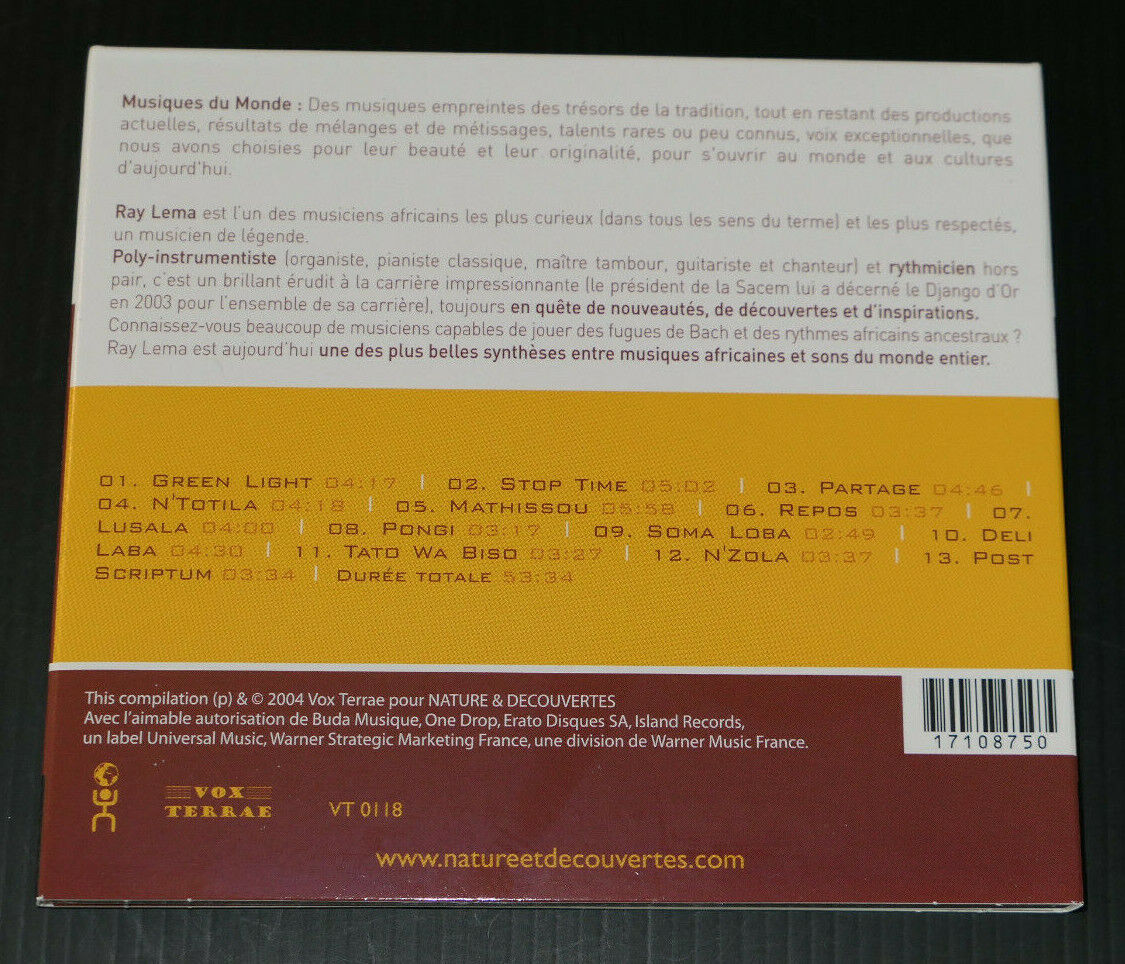 Musiques du Monde : Des musiques empreintes des trésors de la tradition, tout en restant des productions
actuelles, résultats de mélanges et de métissages, talents rares ou peu connus, voix exceptionnelles, que
nous avons choisies pour leur beauté et leur originalité, pour s'ouvrir au monde et aux cultures
d'aujourd'hui.
Ray Lema est l'un des musiciens africains les plus curieux (dans tous les sens du terme) et les plus respectés,
un musicien de légende.
Poly-instrumentiste (organiste, pianiste classique, maître tambour, guitariste et chanteur) et rythmicien hors
pair, c'est un brillant érudit à la carrière impressionnante (le président de la Sacem lui a décerné le Django d'Or
en 2003 pour l'ensemble de sa carrière), toujours en quête de nouveautés, de découvertes et d'inspirations.
Connaissez-vous beaucoup de musiciens capables de jouer des fugues de Bach et des rythmes africains ancestraux ?
Ray Lema est aujourd'hui une des plus belles synthèses entre musiques africaines et sons du monde entier.
01. Green Light 04:17 | 02. Stop Time 05:02 | 03. Partage 04:46 |
04. N'Totila 04:18 | 05. Mathissou 05:58 | 06. Repos 03:37 | 07.
Lusala 04:00 | 08. Pongi 03:17 | 09. Soma Loba 02:49 | 10. Deli
Laba 04:30 | 11. Tato Wa Biso 03:27 | 12. N'Zola 03:37 | 13. Post
Scriptum 03:34 | Durée totale 53:34
This compilation (p) & © 2004 Vox Terrae pour NATURE & DECOUVERTES
Avec l'aimable autorisation de Buda Musique, One Drop, Erato Disques SA, Island Records,
un label Universal Music, Warner Strategic Marketing France, une division de Warner Music France.
17108750
VOX
TERRAE
VT 0118
www.natureetdecouvertes.com